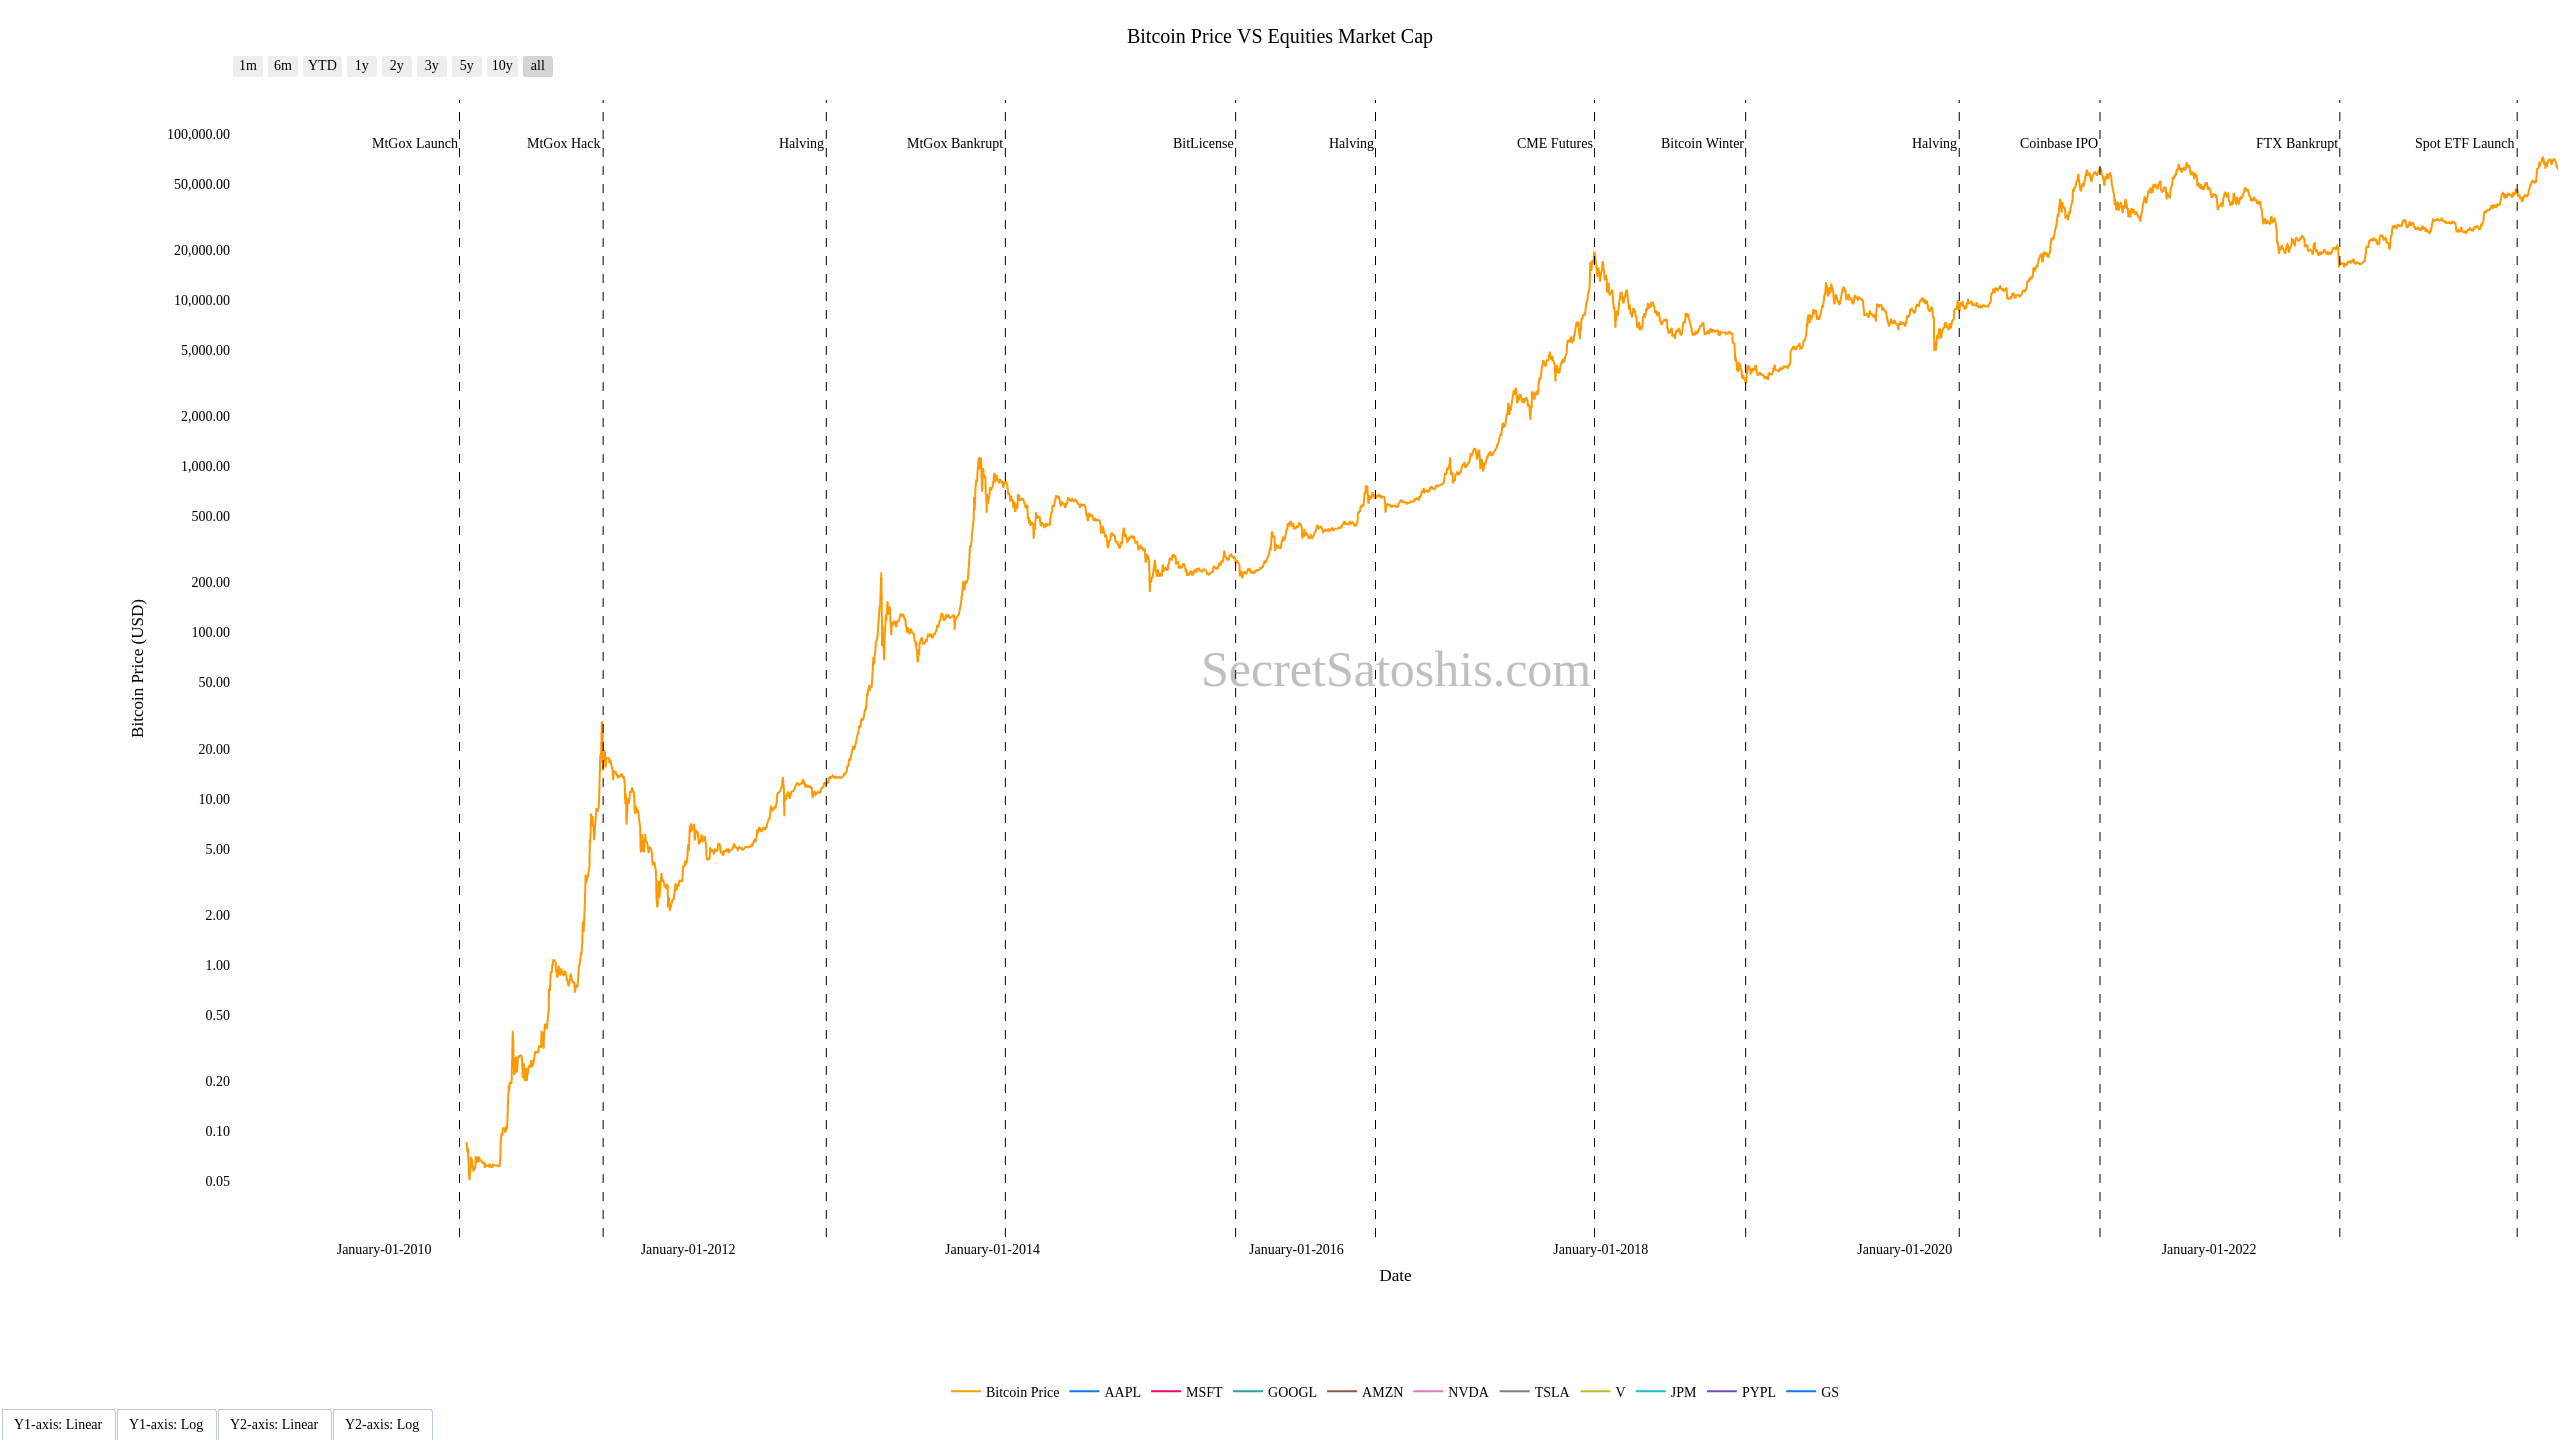 Bitcoin Price VS Equities Market Cap
1m 6m YTD 1y 2y 3y 5y 10y all
MtGox Launch MtGox Hack Halving MtGox Bankrupt BitLicense Halving CME Futures Bitcoin Winter Halving Coinbase IPO FTX Bankrupt Spot ETF Launch
100,000.00
50,000.00
20,000.00
10,000.00
5,000.00
2,000.00
1,000.00
500.00
200.00
100.00
50.00
20.00
10.00
5.00
2.00
1.00
0.50
0.20
0.10
0.05
Bitcoin Price (USD)
SecretSatoshis.com
January-01-2010 January-01-2012 January-01-2014 January-01-2016 January-01-2018 January-01-2020 January-01-2022
Date
Bitcoin Price AAPL MSFT GOOGL AMZN NVDA TSLA V JPM PYPL GS
Y1-axis: Linear Y1-axis: Log Y2-axis: Linear Y2-axis: Log